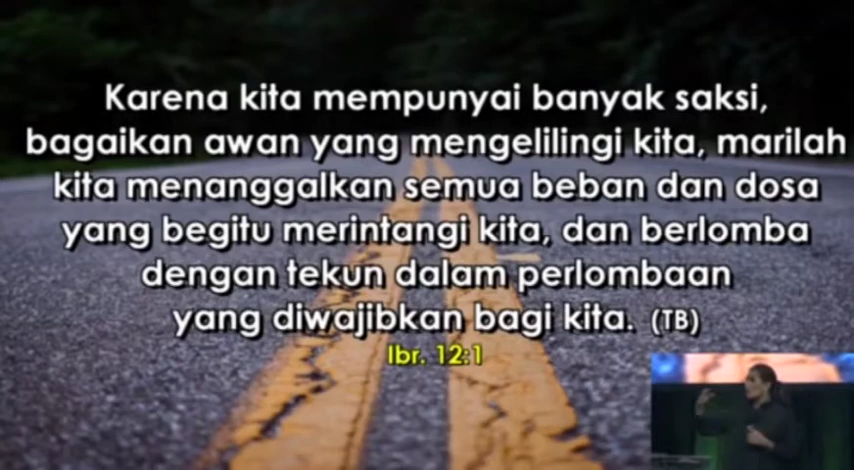 Karena kita mempunyai banyak saksi,
bagaikan awan yang mengelilingi kita, marilah
kita menanggalkan semua beban dan dosa
yang begitu merintangi kita, dan berlomba
dengan tekun dalam perlombaan
yang diwajibkan bagi kita. (TB)
Ibr. 12:1